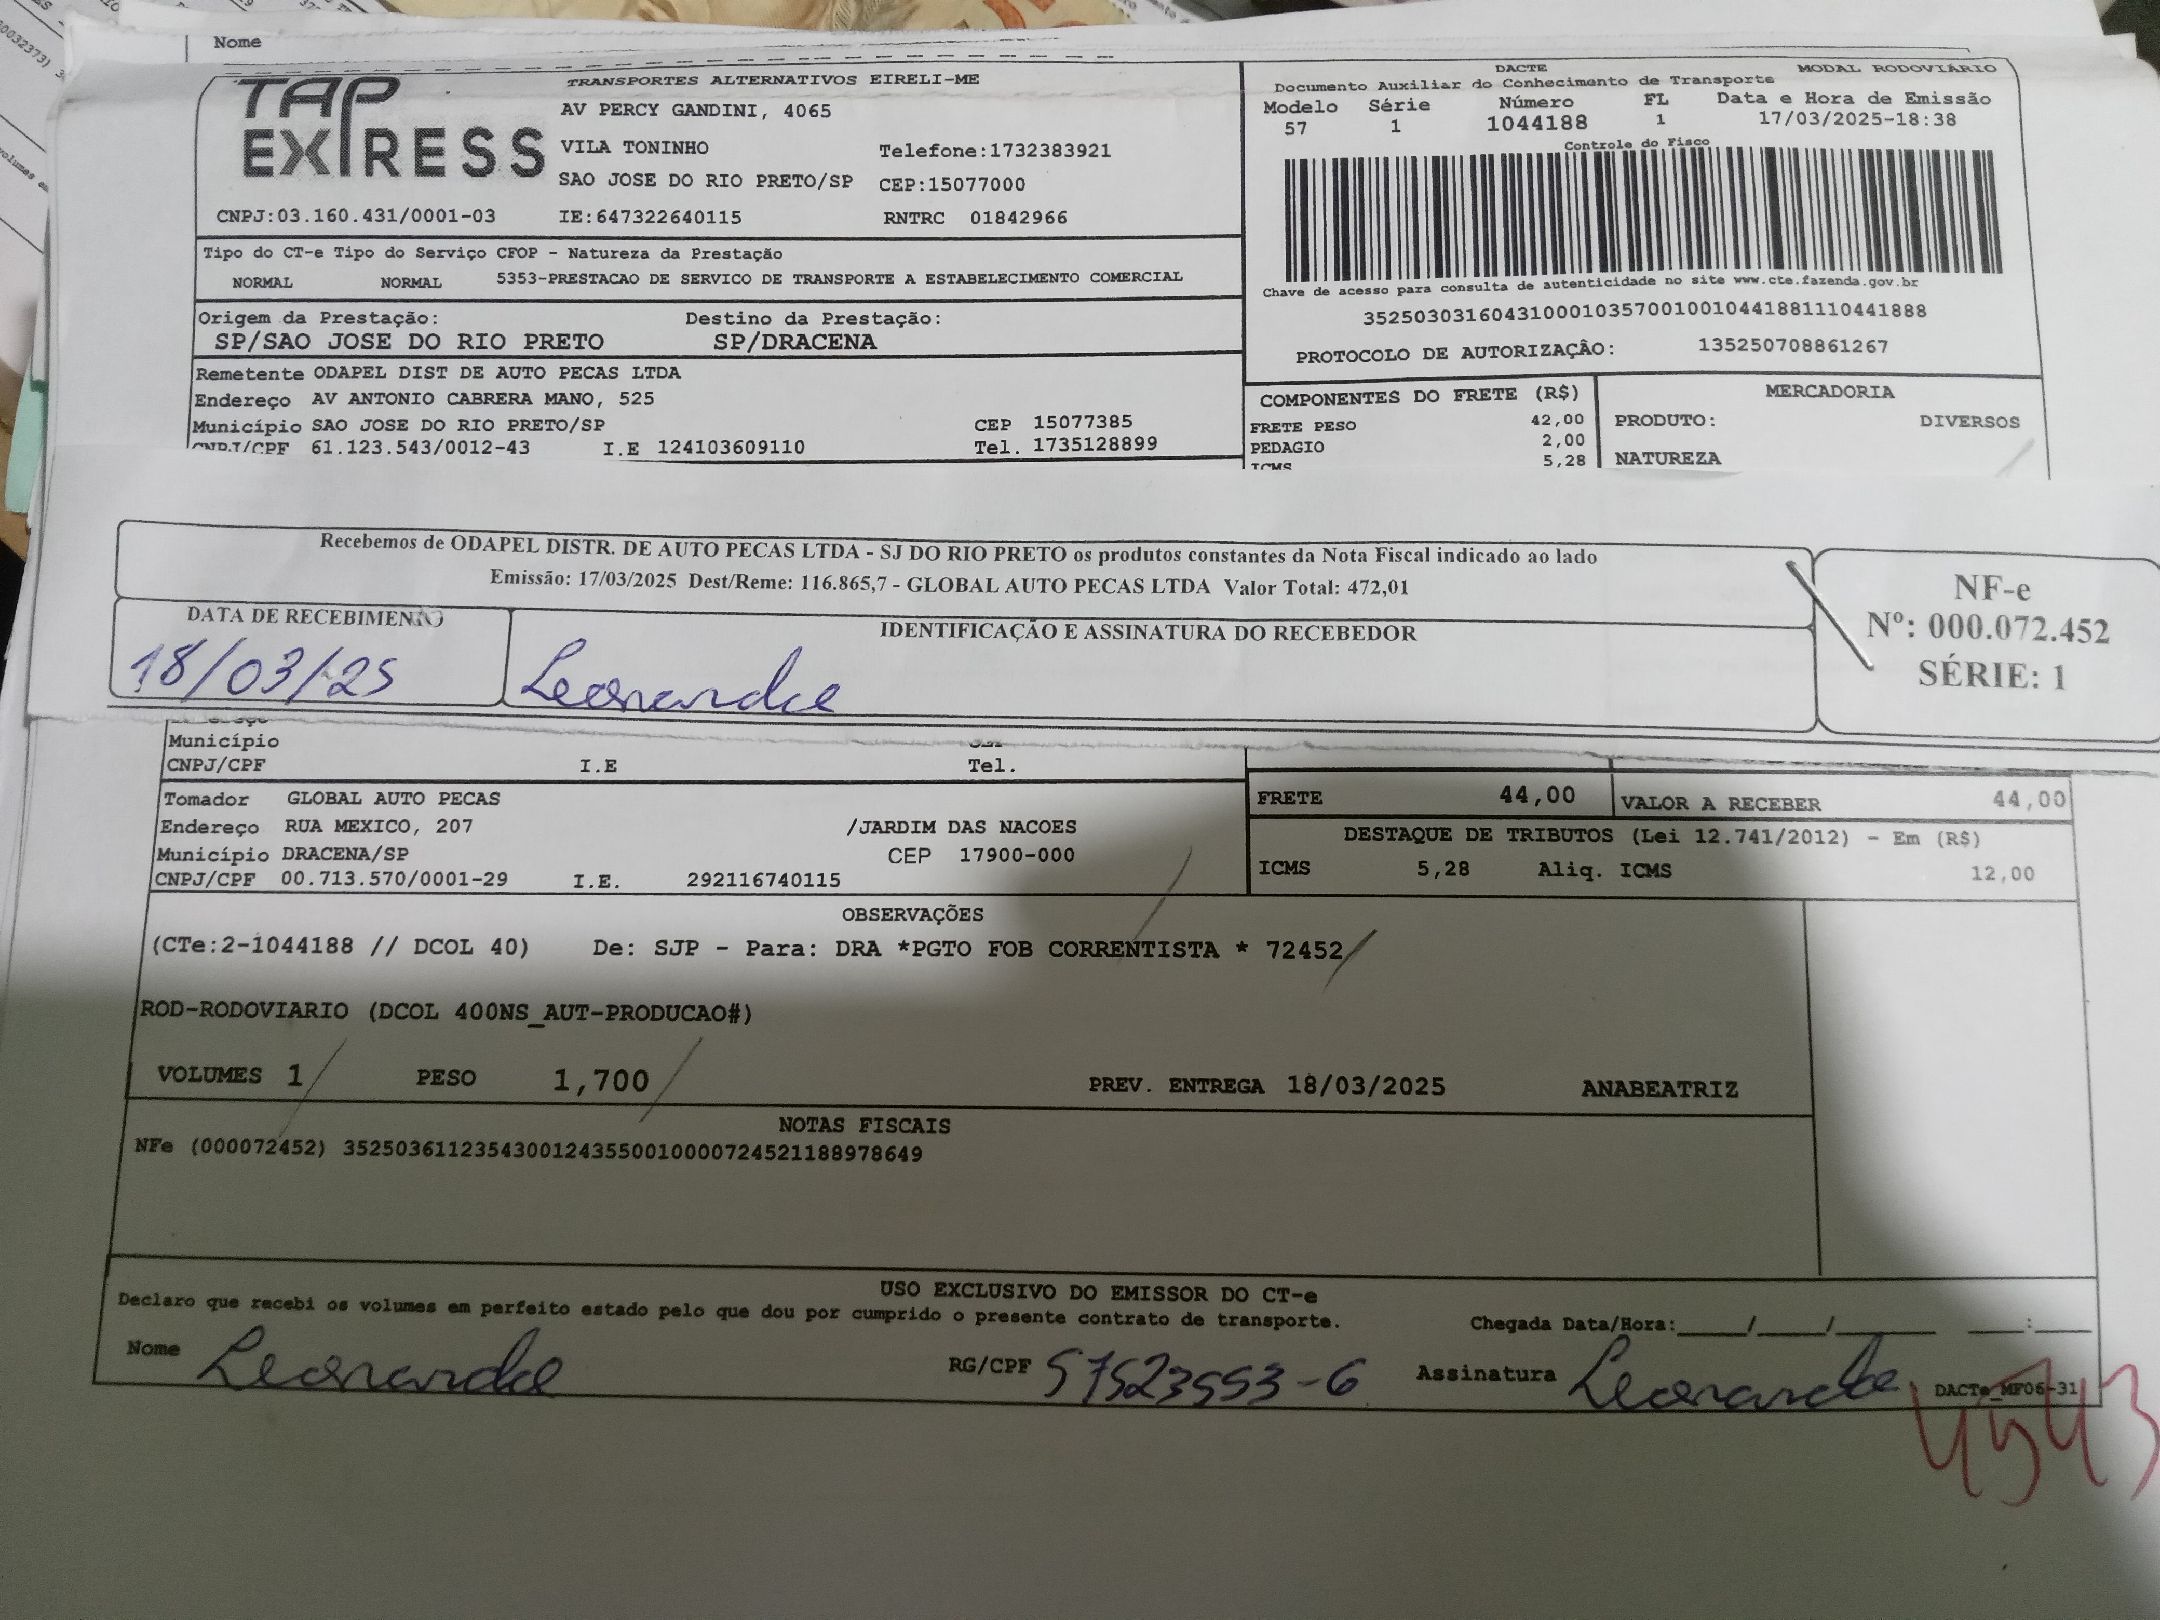 Nome
TAP EXPRESS
TRANSPORTES ALTERNATIVOS EIRELI-ME
AV PERCY GANDINI, 4065
VILA TONINHO Telefone:1732383921
SAO JOSE DO RIO PRETO/SP CEP:15077000
CNPJ:03.160.431/0001-03 IE:647322640115 RNTRC 01842966
DACTE MODAL RODOVIÁRIO
Documento Auxiliar do Conhecimento de Transporte
Modelo Série Número FL Data e Hora de Emissão
57 1 1044188 1 17/03/2025-18:38
Controle do Fisco
Chave de acesso para consulta de autenticidade no site www.cte.fazenda.gov.br
35250303160431000103570010010441881110441888
PROTOCOLO DE AUTORIZAÇÃO: 135250708861267
Tipo do CT-e Tipo do Serviço CFOP - Natureza da Prestação
NORMAL NORMAL 5353-PRESTACAO DE SERVICO DE TRANSPORTE A ESTABELECIMENTO COMERCIAL
Origem da Prestação: Destino da Prestação:
SP/SAO JOSE DO RIO PRETO SP/DRACENA
Remetente ODAPEL DIST DE AUTO PECAS LTDA
Endereço AV ANTONIO CABRERA MANO, 525
Município SAO JOSE DO RIO PRETO/SP CEP 15077385
CNPJ/CPF 61.123.543/0012-43 I.E 124103609110 Tel. 1735128899
COMPONENTES DO FRETE (R$) MERCADORIA
FRETE PESO 42,00 PRODUTO: DIVERSOS
PEDAGIO 2,00
ICMS 5,28 NATUREZA
Recebemos de ODAPEL DISTR. DE AUTO PECAS LTDA - SJ DO RIO PRETO os produtos constantes da Nota Fiscal indicado ao lado
Emissão: 17/03/2025 Dest/Reme: 116.865,7 - GLOBAL AUTO PECAS LTDA Valor Total: 472,01
DATA DE RECEBIMENTO IDENTIFICAÇÃO E ASSINATURA DO RECEBEDOR
18/03/25 Leonardo
NF-e
Nº: 000.072.452
SÉRIE: 1
Município
CNPJ/CPF I.E Tel.
Tomador GLOBAL AUTO PECAS
Endereço RUA MEXICO, 207 /JARDIM DAS NACOES
Município DRACENA/SP CEP 17900-000
CNPJ/CPF 00.713.570/0001-29 I.E. 292116740115
FRETE 44,00 VALOR A RECEBER 44,00
DESTAQUE DE TRIBUTOS (Lei 12.741/2012) - Em (R$)
ICMS 5,28 Aliq. ICMS 12,00
OBSERVAÇÕES
(CTe:2-1044188 // DCOL 40) De: SJP - Para: DRA *PGTO FOB CORRENTISTA * 72452
ROD-RODOVIARIO (DCOL 400NS_AUT-PRODUCAO#)
VOLUMES 1 PESO 1,700 PREV. ENTREGA 18/03/2025 ANABEATRIZ
NOTAS FISCAIS
NFe (000072452) 35250361123543001243550010000724521188978649
USO EXCLUSIVO DO EMISSOR DO CT-e
Declaro que recebi os volumes em perfeito estado pelo que dou por cumprido o presente contrato de transporte. Chegada Data/Hora:____/____/______ ___:___
Nome Leonardo RG/CPF 57523553-6 Assinatura Leonardo DACTe_MF06-31